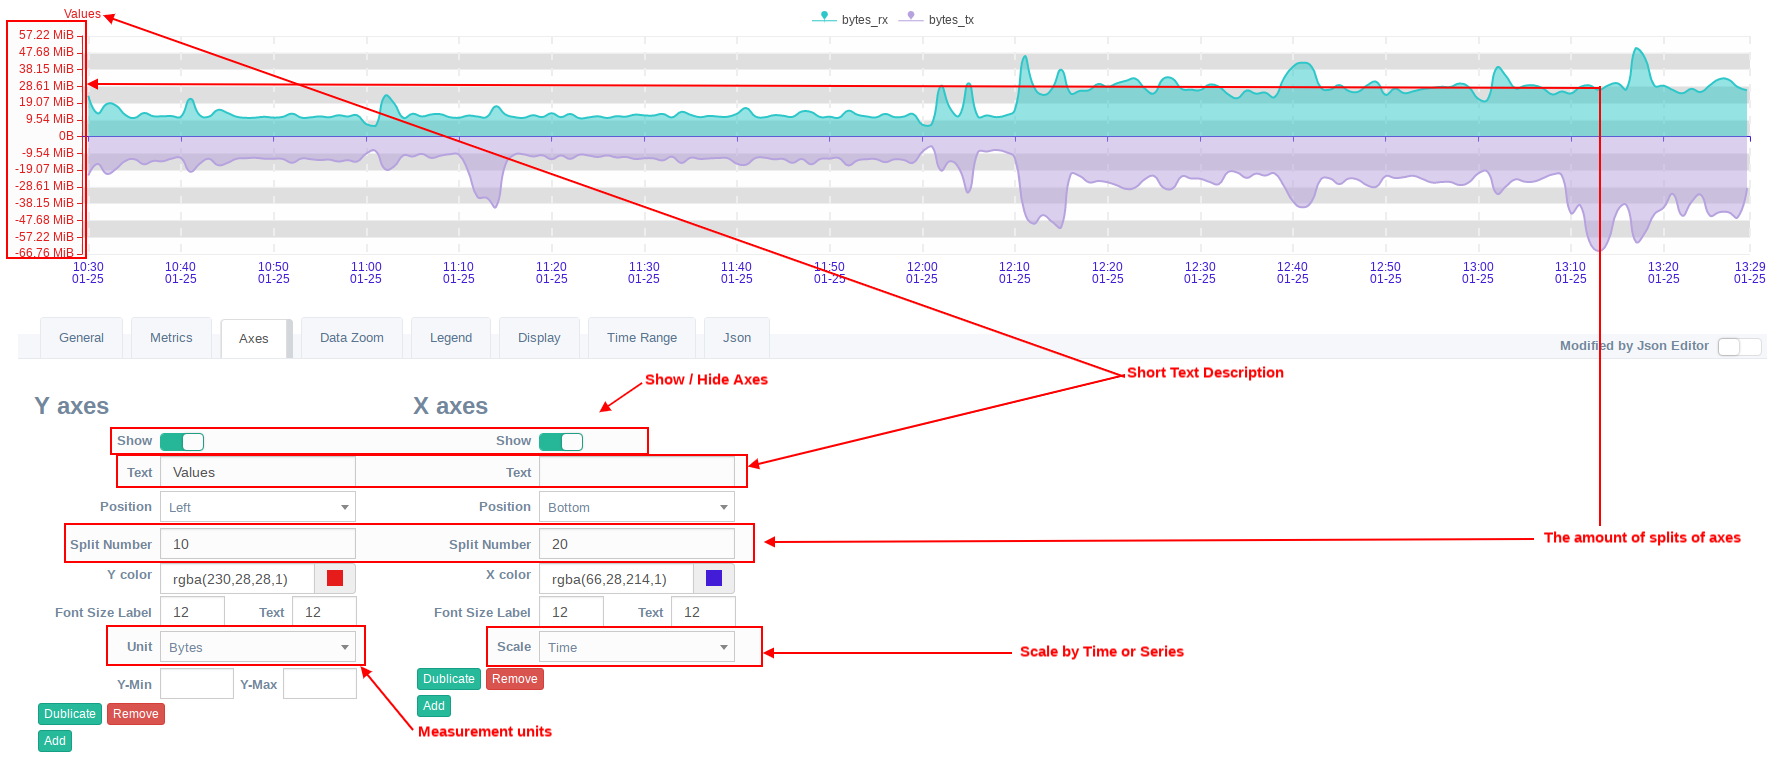 Values
bytes_rx bytes_tx
57.22 MiB
47.68 MiB
38.15 MiB
28.61 MiB
19.07 MiB
9.54 MiB
0B
-9.54 MiB
-19.07 MiB
-28.61 MiB
-38.15 MiB
-47.68 MiB
-57.22 MiB
-66.76 MiB
10:30 10:40 10:50 11:00 11:10 11:20 11:30 11:40 11:50 12:00 12:10 12:20 12:30 12:40 12:50 13:00 13:10 13:20 13:29
01-25 01-25 01-25 01-25 01-25 01-25 01-25 01-25 01-25 01-25 01-25 01-25 01-25 01-25 01-25 01-25 01-25 01-25 01-25
General Metrics Axes Data Zoom Legend Display Time Range Json
Modified by Json Editor
Show / Hide Axes
Short Text Description
Y axes X axes
Show Show
Text Values Text
Position Left Position Bottom
Split Number 10 Split Number 20
The amount of splits of axes
Y color rgba(230,28,28,1) X color rgba(66,28,214,1)
Font Size Label 12 Text 12 Font Size Label 12 Text 12
Unit Bytes Scale Time
Scale by Time or Series
Y-Min Y-Max
Dublicate Remove
Add
Dublicate Remove
Add
Measurement units